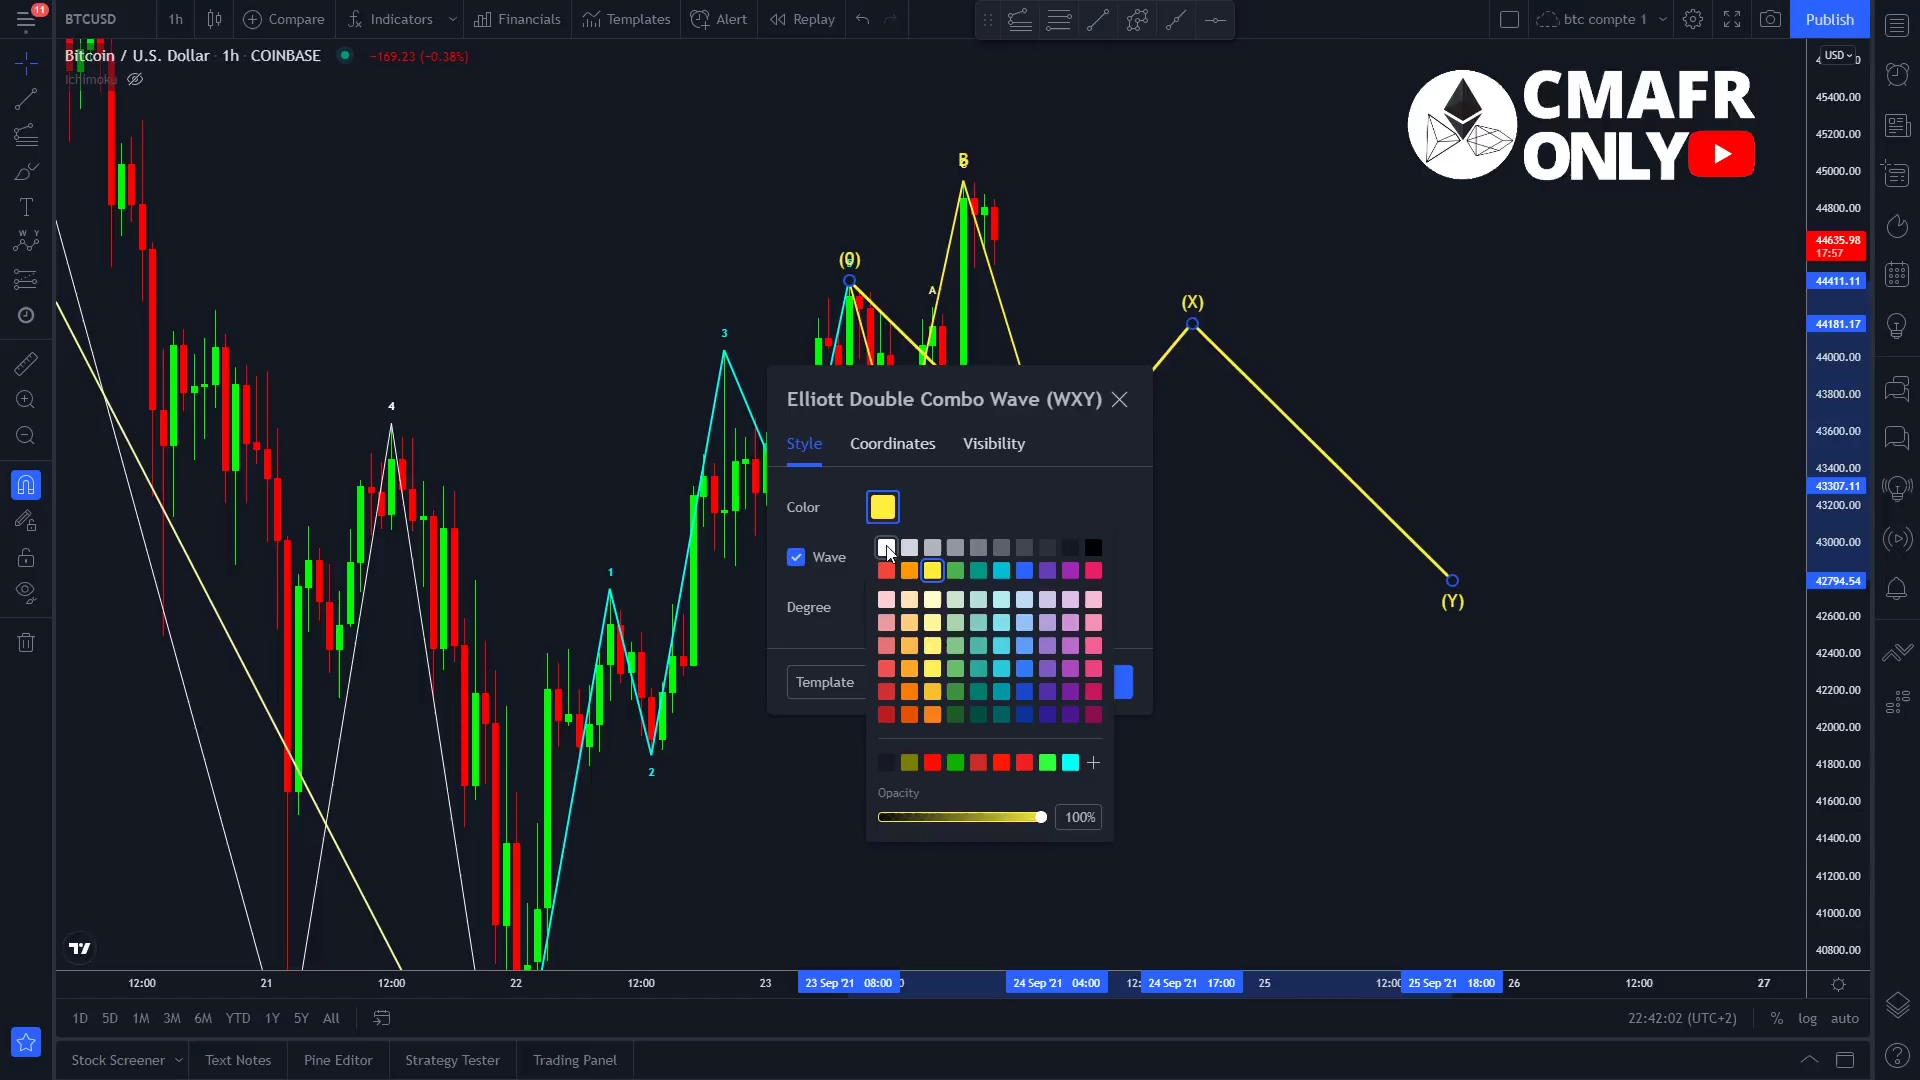 11
BTCUSD
1h
Compare
Indicators
Financials
Templates
Alert
Replay
btc compte 1
Publish
Bitcoin / U.S. Dollar · 1h · COINBASE
−169.23 (−0.38%)
Ichimoku
USD
CMAFR
ONLY
45400.00
45200.00
45000.00
44800.00
44635.98
17:57
44411.11
44181.17
44000.00
43800.00
43600.00
43400.00
43307.11
43200.00
43000.00
42794.54
42600.00
42400.00
42200.00
42000.00
41800.00
41600.00
41400.00
41200.00
41000.00
40800.00
B
(0)
A
(X)
3
4
1
2
(Y)
Elliott Double Combo Wave (WXY)
Style
Coordinates
Visibility
Color
Wave
Degree
Template
Opacity
100%
12:00
21
12:00
22
12:00
23
23 Sep '21 08:00
24 Sep '21 04:00
12:
24 Sep '21 17:00
25
12:00
25 Sep '21 18:00
26
12:00
27
1D
5D
1M
3M
6M
YTD
1Y
5Y
All
22:42:02 (UTC+2)
%
log
auto
Stock Screener
Text Notes
Pine Editor
Strategy Tester
Trading Panel